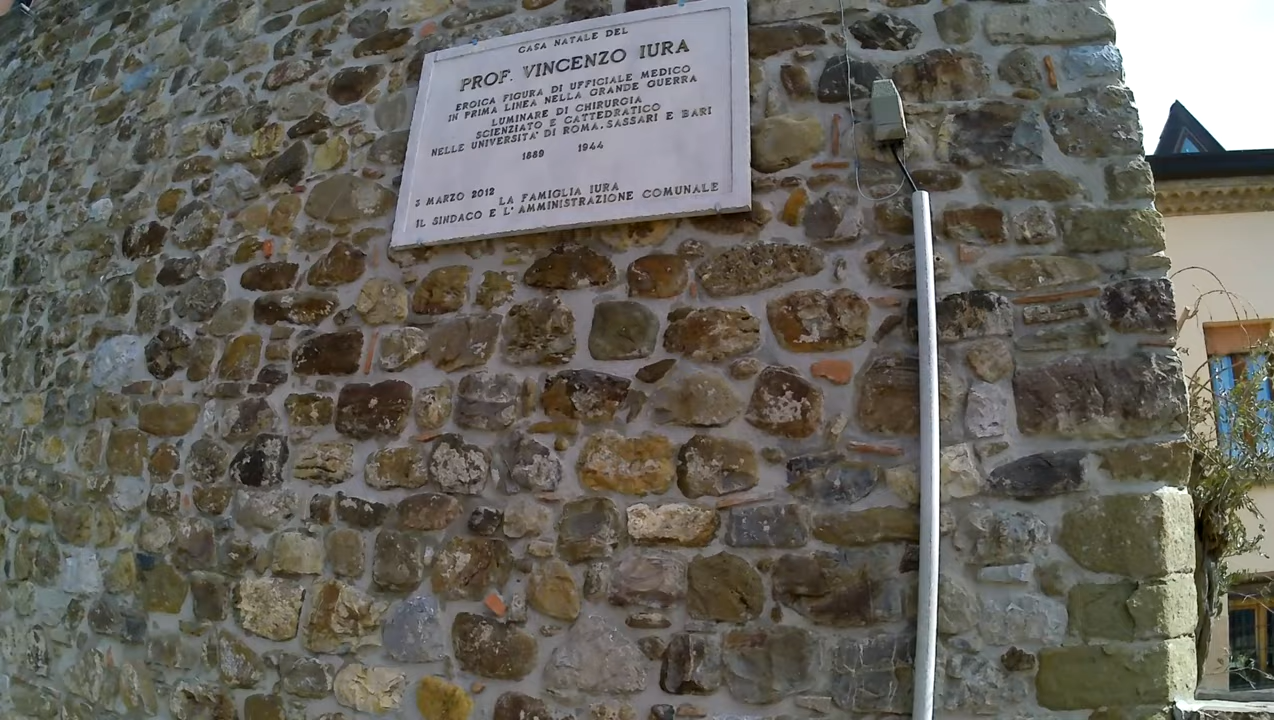 CASA NATALE DEL
PROF. VINCENZO IURA
EROICA FIGURA DI UFFICIALE MEDICO
IN PRIMA LINEA NELLA GRANDE GUERRA
LUMINARE DI CHIRURGIA
SCIENZIATO E CATTEDRATICO
NELLE UNIVERSITA' DI ROMA. SASSARI E BARI
1889 1944
3 MARZO 2012 LA FAMIGLIA IURA
IL SINDACO E L'AMMINISTRAZIONE COMUNALE